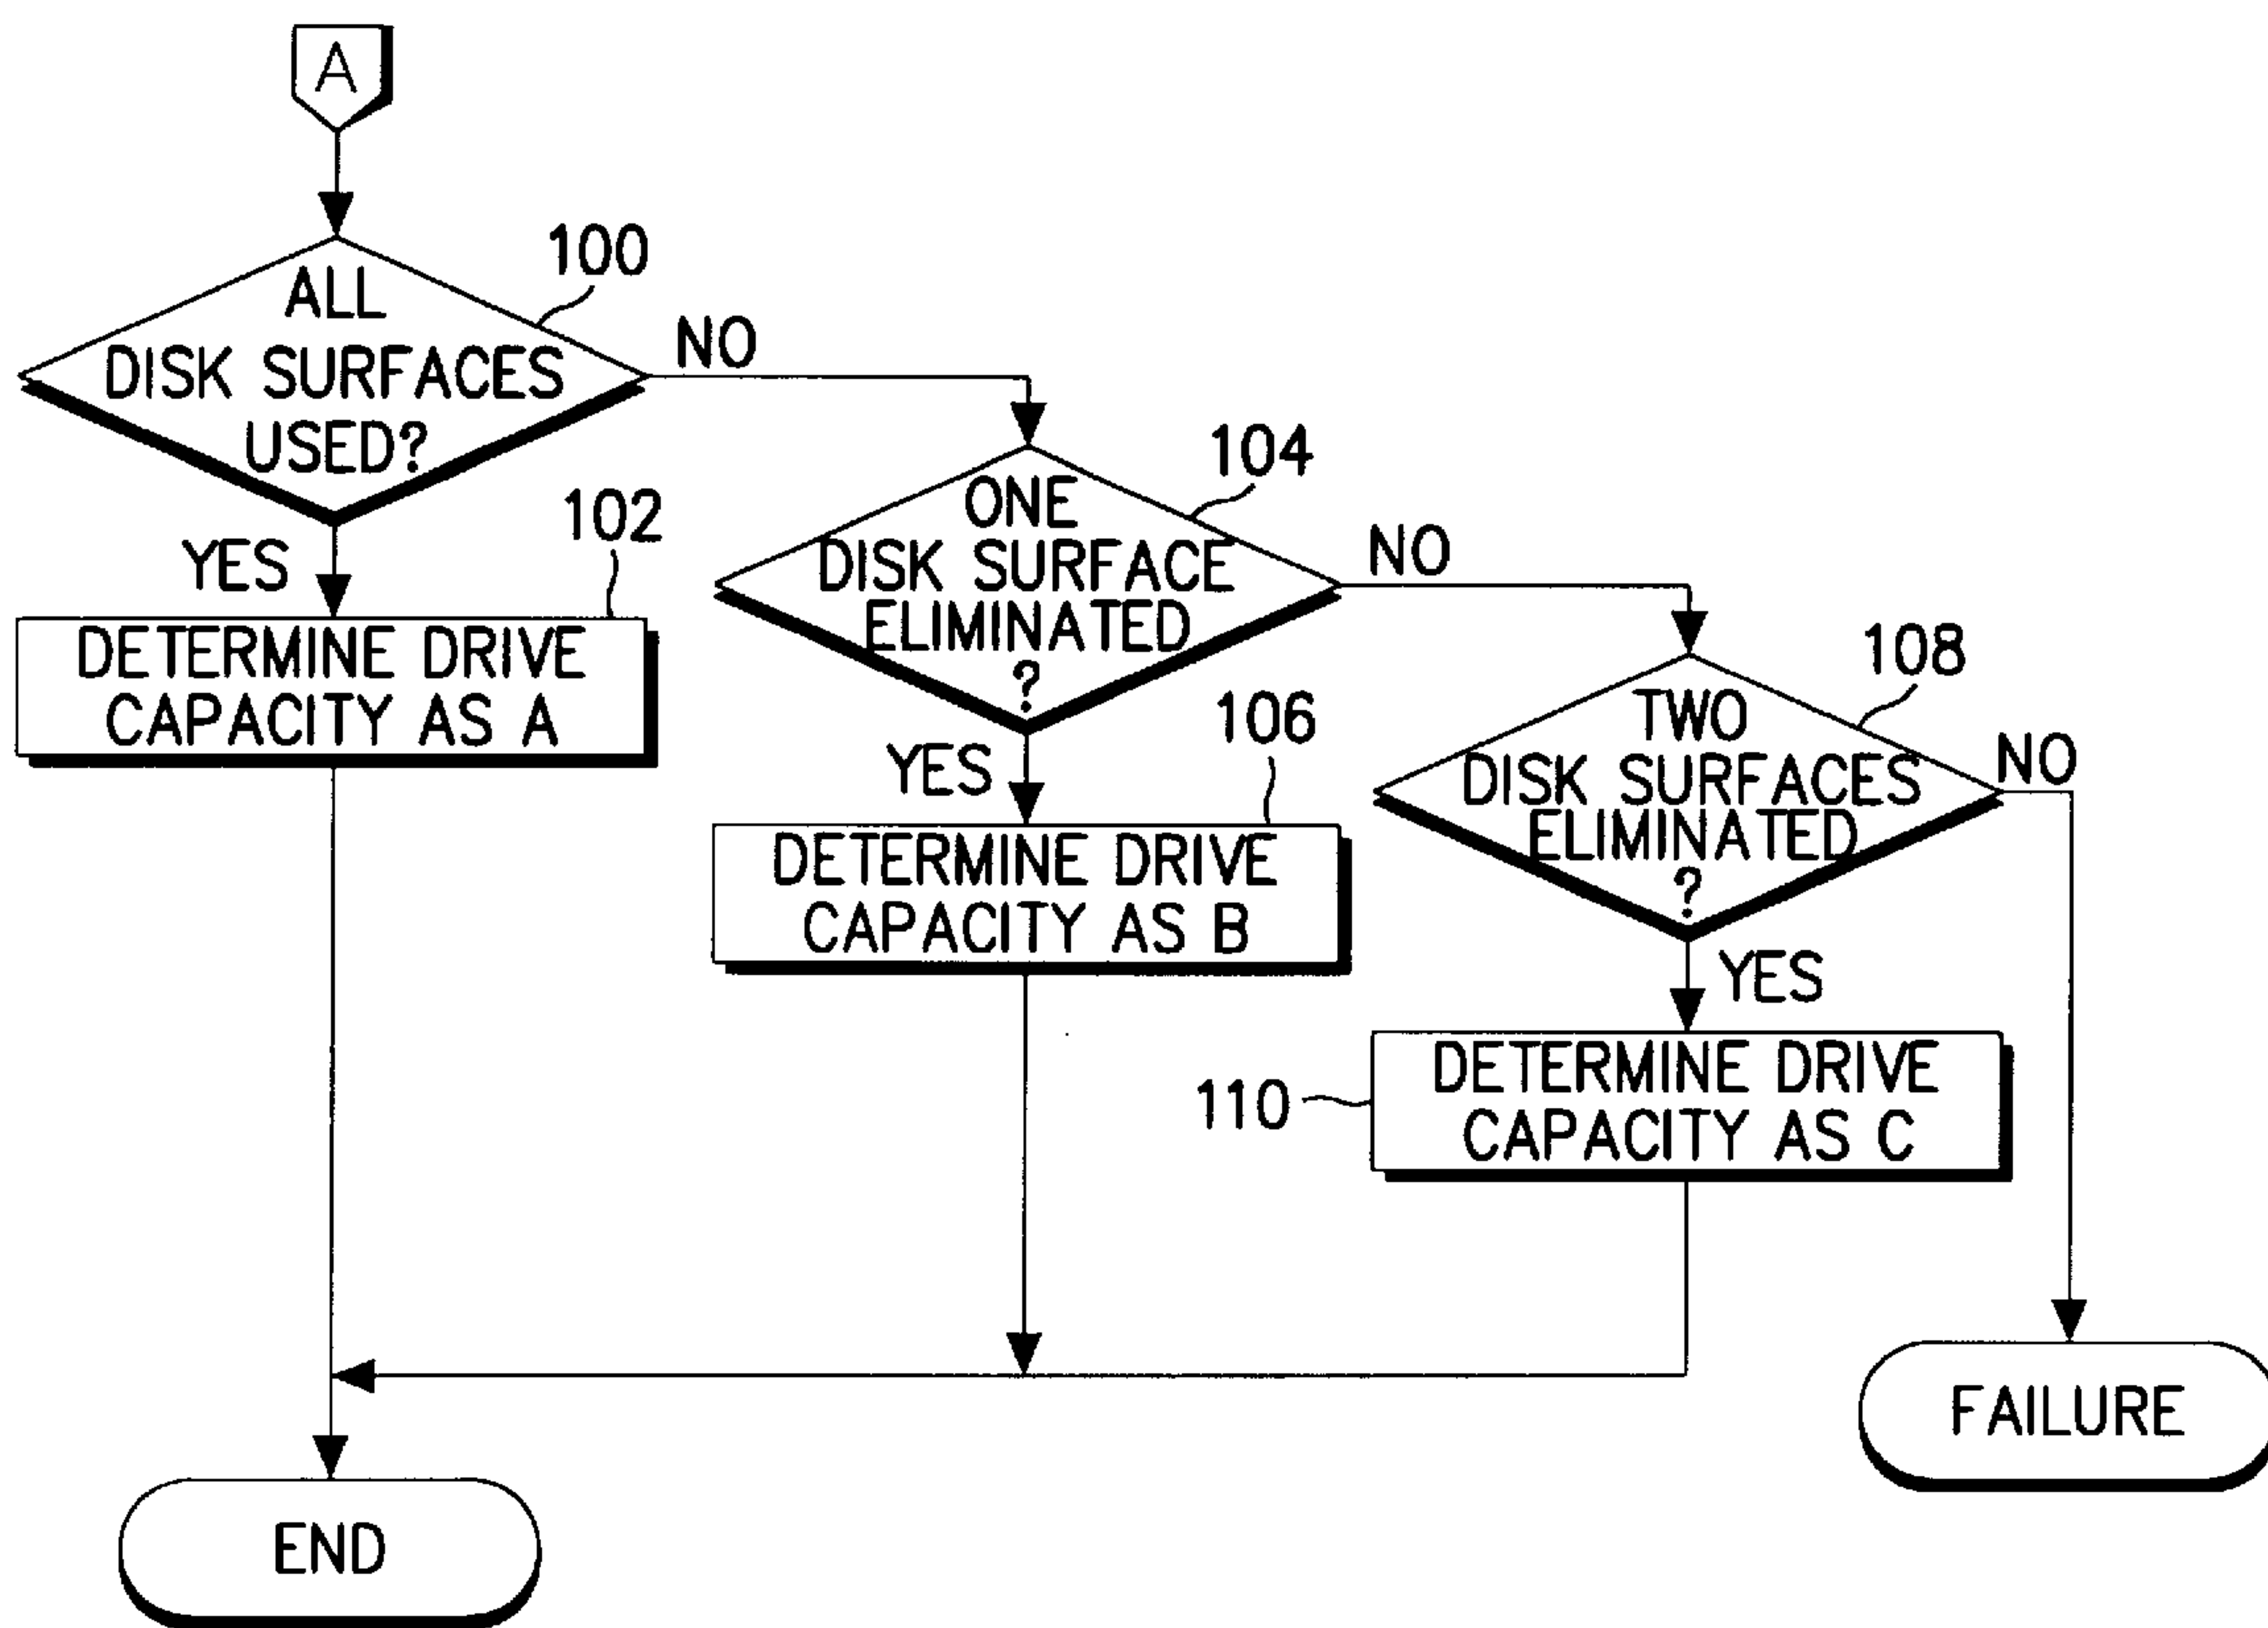 A
100
ALL
DISK SURFACES
USED?
NO
YES
102
DETERMINE DRIVE
CAPACITY AS A
104
ONE
DISK SURFACE
ELIMINATED
?
NO
YES
106
DETERMINE DRIVE
CAPACITY AS B
108
TWO
DISK SURFACES
ELIMINATED
?
NO
YES
110
DETERMINE DRIVE
CAPACITY AS C
FAILURE
END